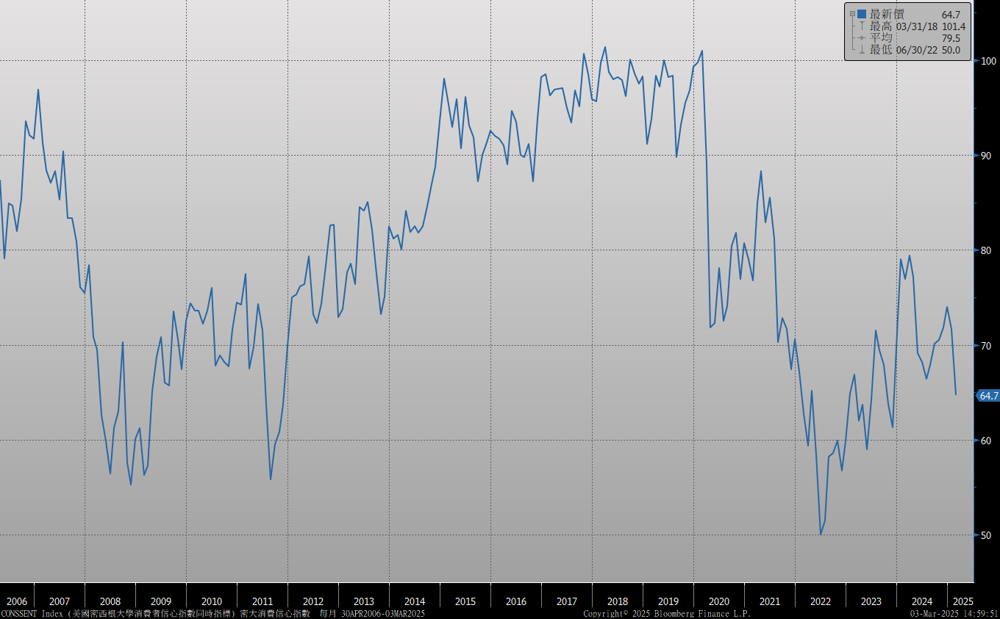 最新價 64.7
最高 03/31/18 101.4
平均 79.5
最低 06/30/22 50.0
100
90
80
70
64.7
60
50
2006 2007 2008 2009 2010 2011 2012 2013 2014 2015 2016 2017 2018 2019 2020 2021 2022 2023 2024 2025
CONSSENT Index (美國密西根大學消費者信心指數同時指標) 密大消費信心指數 每月 30APR2006-03MAR2025 Copyright© 2025 Bloomberg Finance L.P. 03-Mar-2025 14:59:51